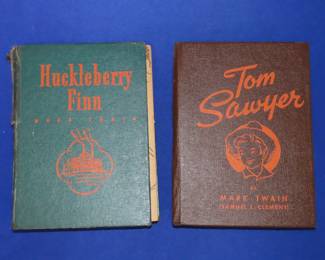 Huckleberry
Finn
MARK TWAIN
Tom
Sawyer
BY
MARK TWAIN
(SAMUEL L. CLEMENS)